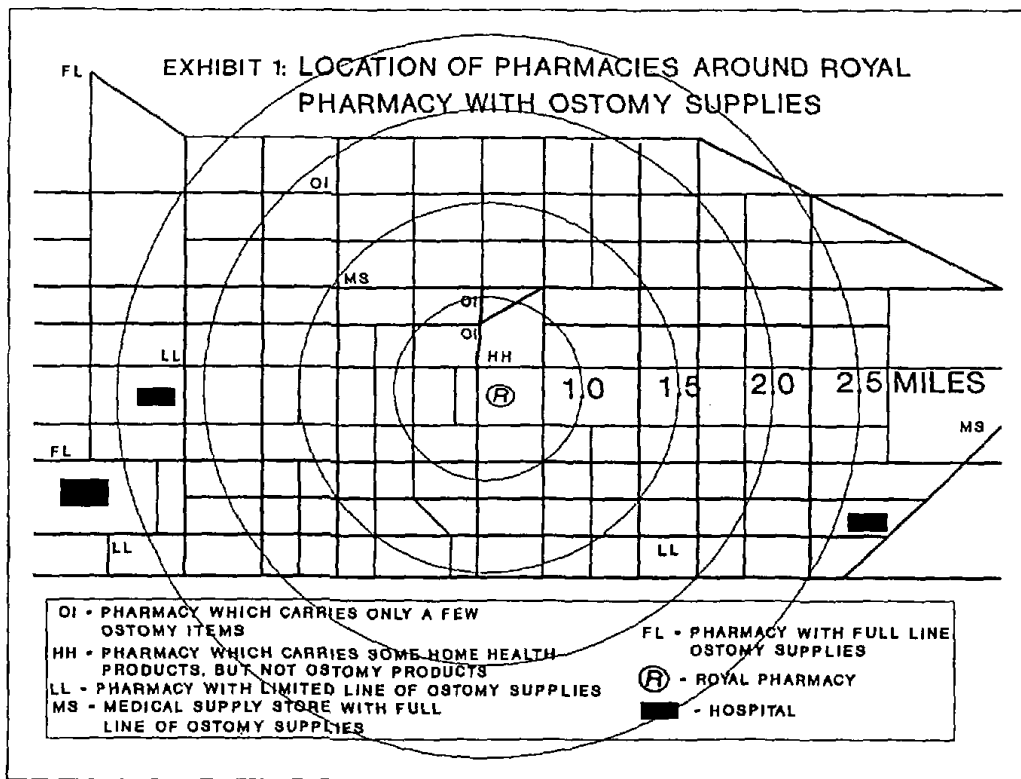 FL
EXHIBIT 1: LOCATION OF PHARMACIES AROUND ROYAL
PHARMACY WITH OSTOMY SUPPLIES
OI
MS
OI
OI
LL
HH
R 1.0 1.5 2.0 2.5 MILES
MS
FL
LL
LL
OI - PHARMACY WHICH CARRIES ONLY A FEW
OSTOMY ITEMS
HH - PHARMACY WHICH CARRIES SOME HOME HEALTH
PRODUCTS, BUT NOT OSTOMY PRODUCTS
LL - PHARMACY WITH LIMITED LINE OF OSTOMY SUPPLIES
MS - MEDICAL SUPPLY STORE WITH FULL
LINE OF OSTOMY SUPPLIES
FL - PHARMACY WITH FULL LINE
OSTOMY SUPPLIES
R - ROYAL PHARMACY
- HOSPITAL